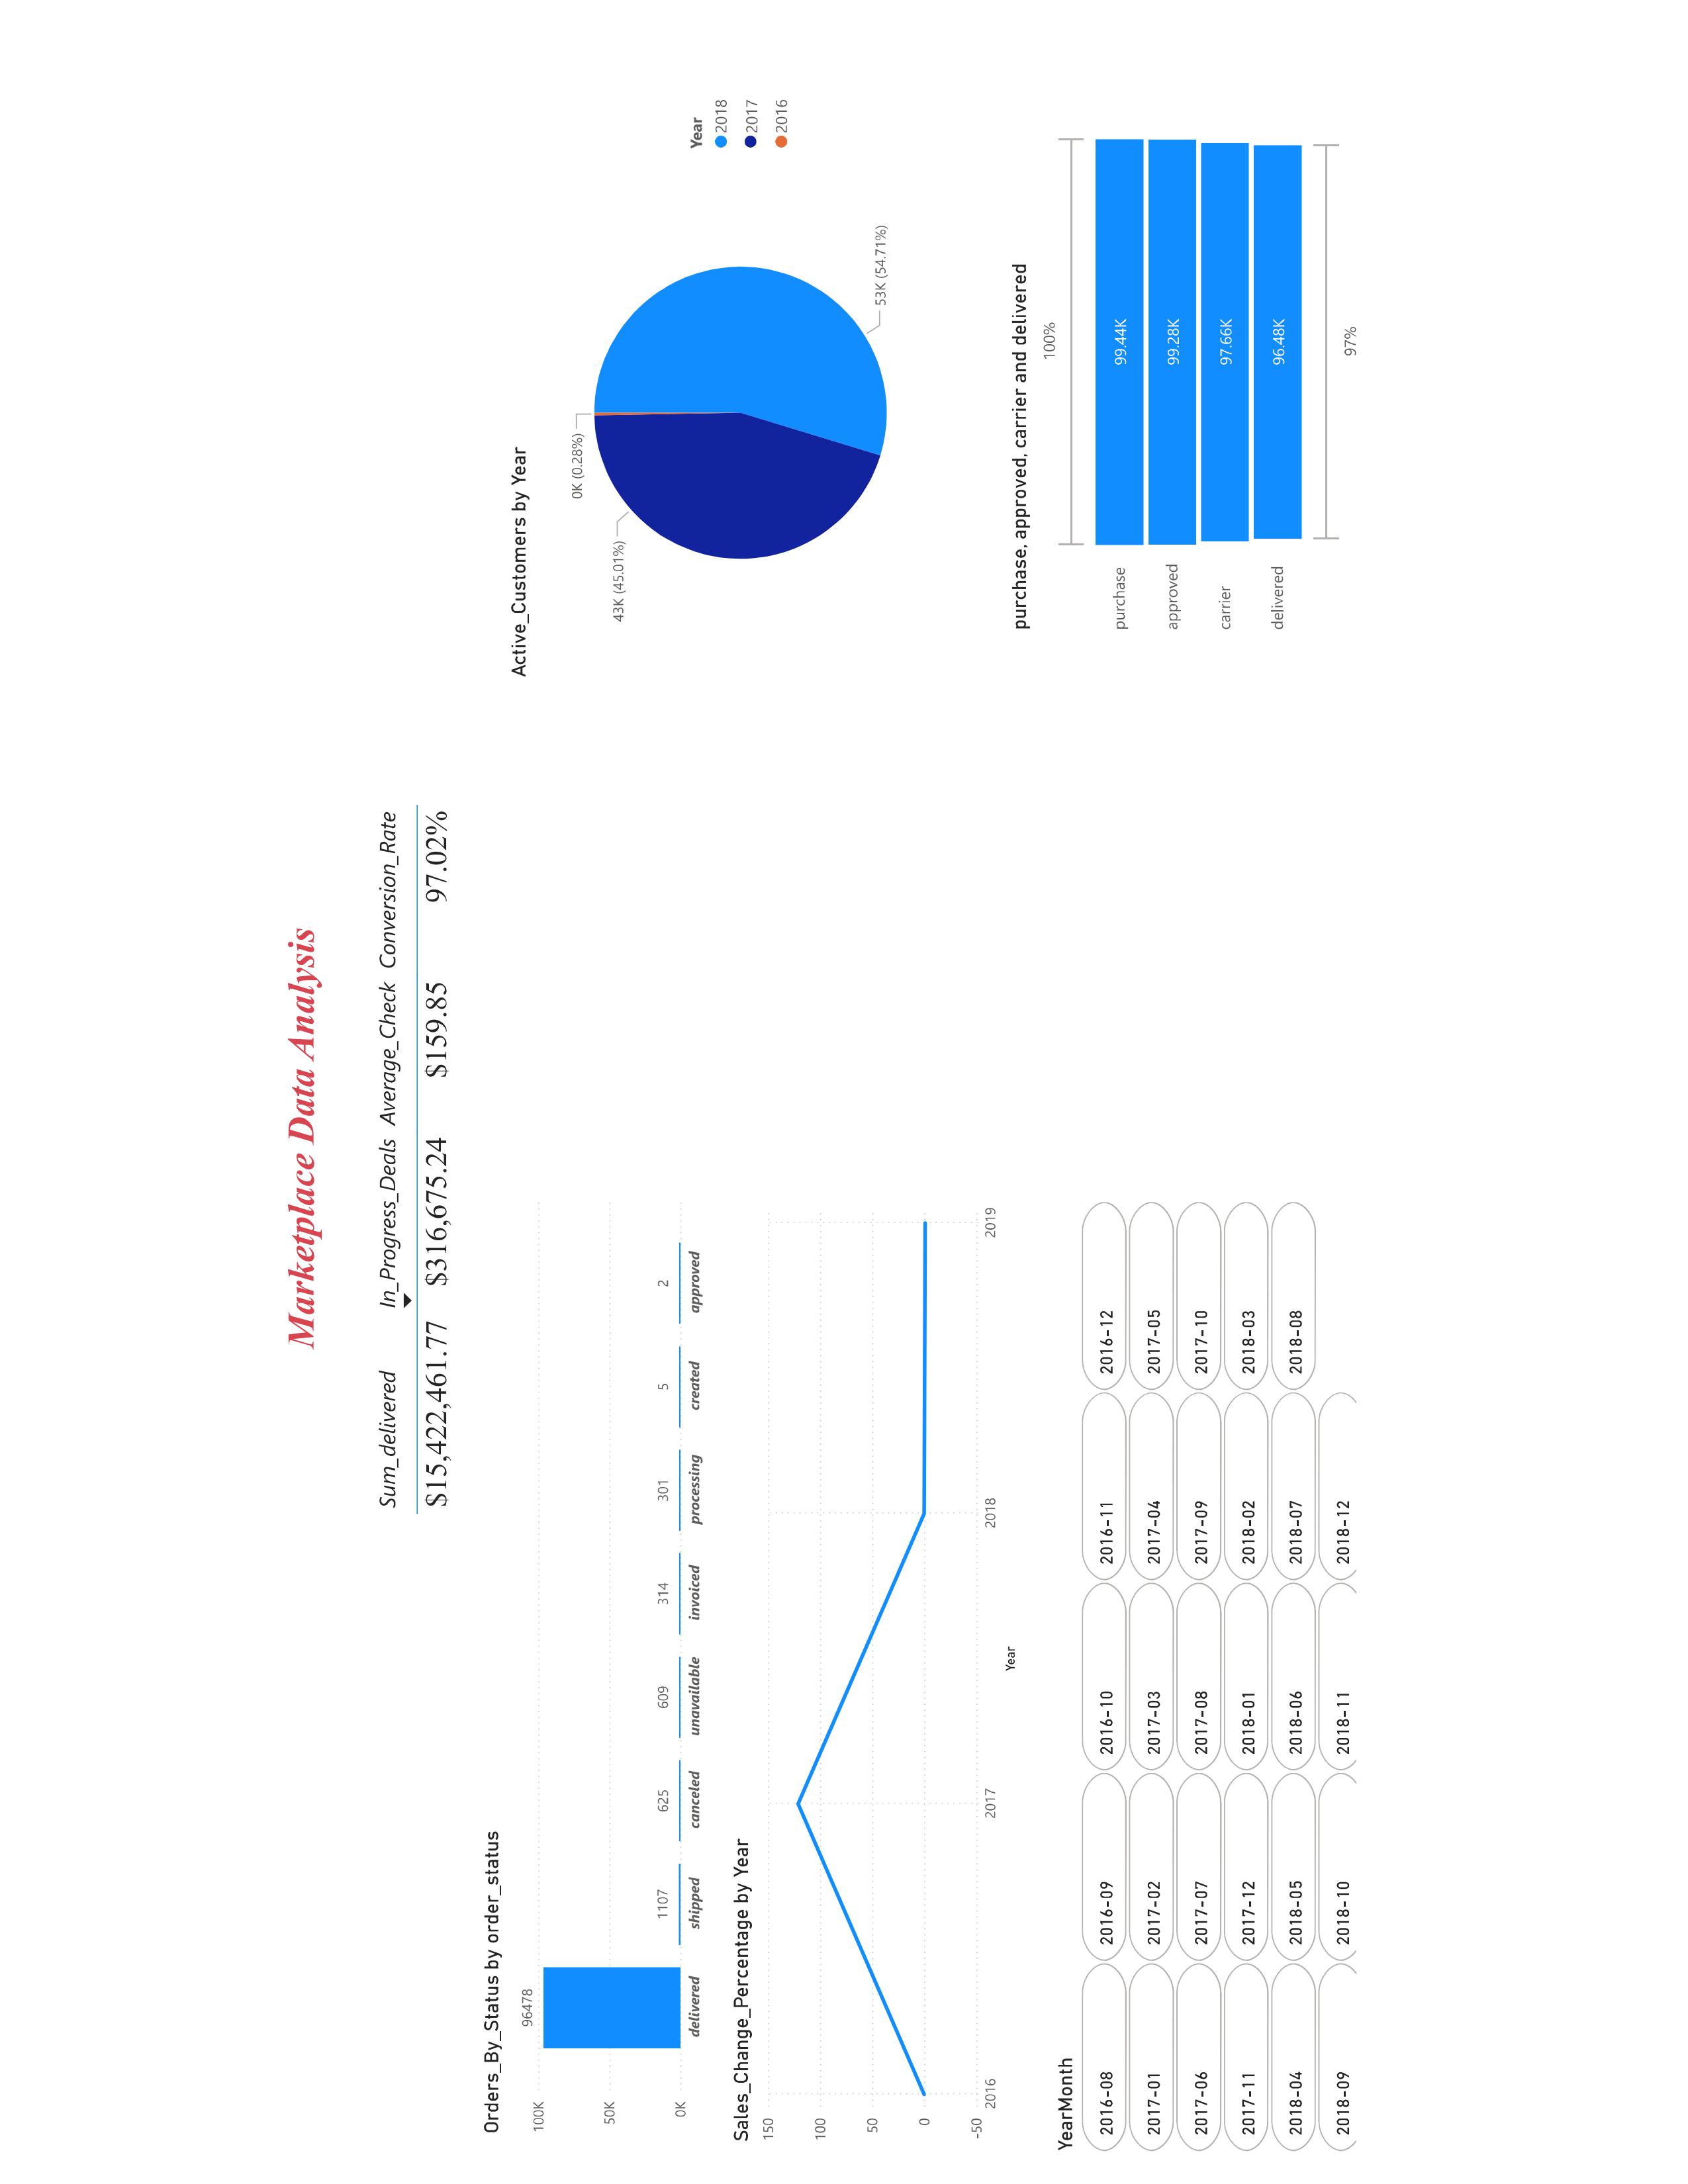 Marketplace Data Analysis
Sum_delivered In_Progress_Deals Average_Check Conversion_Rate
$15,422,461.77 $316,675.24 $159.85 97.02%
Orders_By_Status by order_status
100K
50K
0K
96478 1107 625 609 314 301 5 2
delivered shipped canceled unavailable invoiced processing created approved
Sales_Change_Percentage by Year
150
100
50
0
-50
2016 2017 2018 2019
Year
YearMonth
2016-08 2016-09 2016-10 2016-11 2016-12
2017-01 2017-02 2017-03 2017-04 2017-05
2017-06 2017-07 2017-08 2017-09 2017-10
2017-11 2017-12 2018-01 2018-02 2018-03
2018-04 2018-05 2018-06 2018-07 2018-08
2018-09 2018-10 2018-11 2018-12
Active_Customers by Year
0K (0.28%)
43K (45.01%)
53K (54.71%)
Year
2018
2017
2016
purchase, approved, carrier and delivered
100%
purchase 99.44K
approved 99.28K
carrier 97.66K
delivered 96.48K
97%